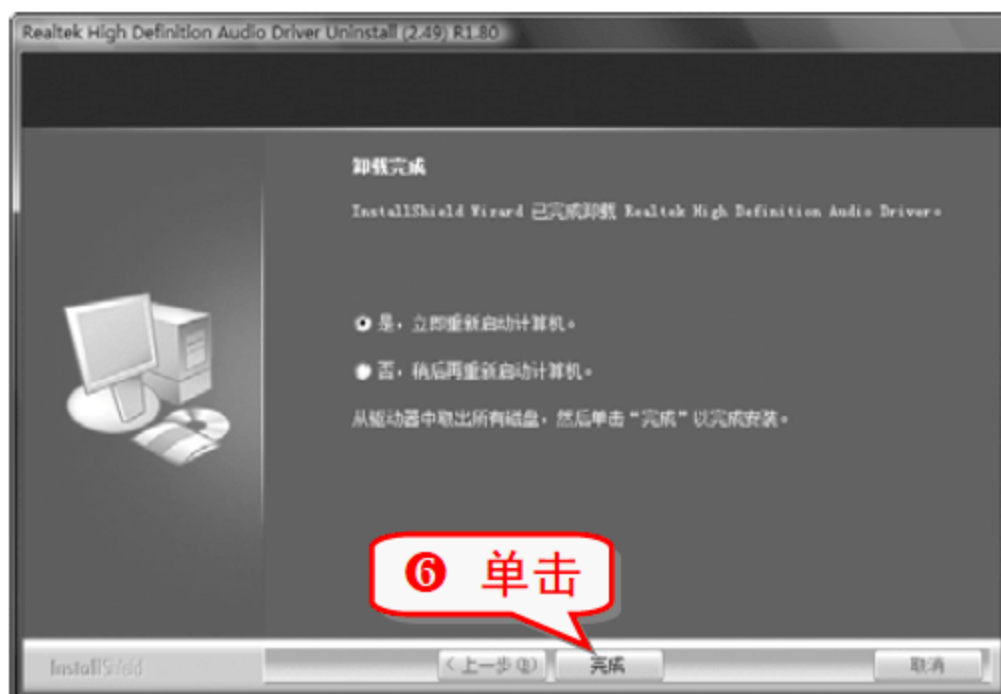 Realtek High Definition Audio Driver Uninstall (2.49) R1.80
卸载完成
InstallShield Wizard 已完成卸载 Realtek High Definition Audio Driver。
是，立即重新启动计算机。
否，稍后再重新启动计算机。
从驱动器中取出所有磁盘，然后单击“完成”以完成安装。
❻ 单击
InstallShield
< 上一步(B)
完成
取消